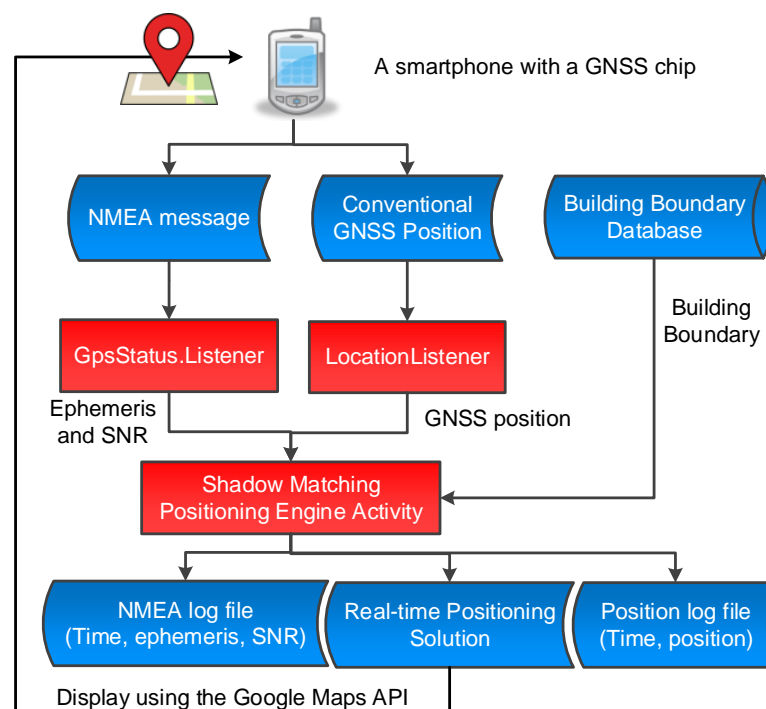 A smartphone with a GNSS chip
NMEA message
Conventional
GNSS Position
Building Boundary
Database
Building
Boundary
GpsStatus.Listener
LocationListener
Ephemeris
and SNR
GNSS position
Shadow Matching
Positioning Engine Activity
NMEA log file
(Time, ephemeris, SNR)
Real-time Positioning
Solution
Position log file
(Time, position)
Display using the Google Maps API